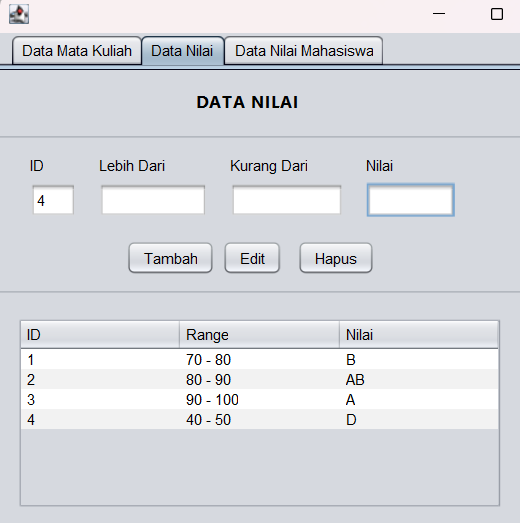 Data Mata Kuliah Data Nilai Data Nilai Mahasiswa
DATA NILAI
ID Lebih Dari Kurang Dari Nilai
4
Tambah Edit Hapus
ID Range Nilai
1 70 - 80 B
2 80 - 90 AB
3 90 - 100 A
4 40 - 50 D